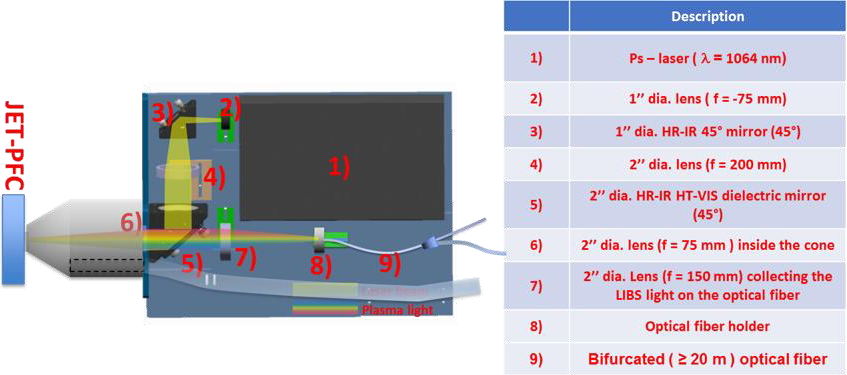 JET-PFC
3)
2)
4)
1)
6)
5)
7)
8)
9)
Plasma light
Description
1) Ps – laser ( λ = 1064 nm)
2) 1’’ dia. lens ( f = -75 mm)
3) 1’’ dia. HR-IR 45° mirror (45°)
4) 2’’ dia. lens (f = 200 mm)
5) 2’’ dia. HR-IR HT-VIS dielectric mirror
(45°)
6) 2’’ dia. lens (f = 75 mm ) inside the cone
7) 2’’ dia. Lens (f = 150 mm) collecting the
LIBS light on the optical fiber
8) Optical fiber holder
9) Bifurcated ( ≥ 20 m ) optical fiber